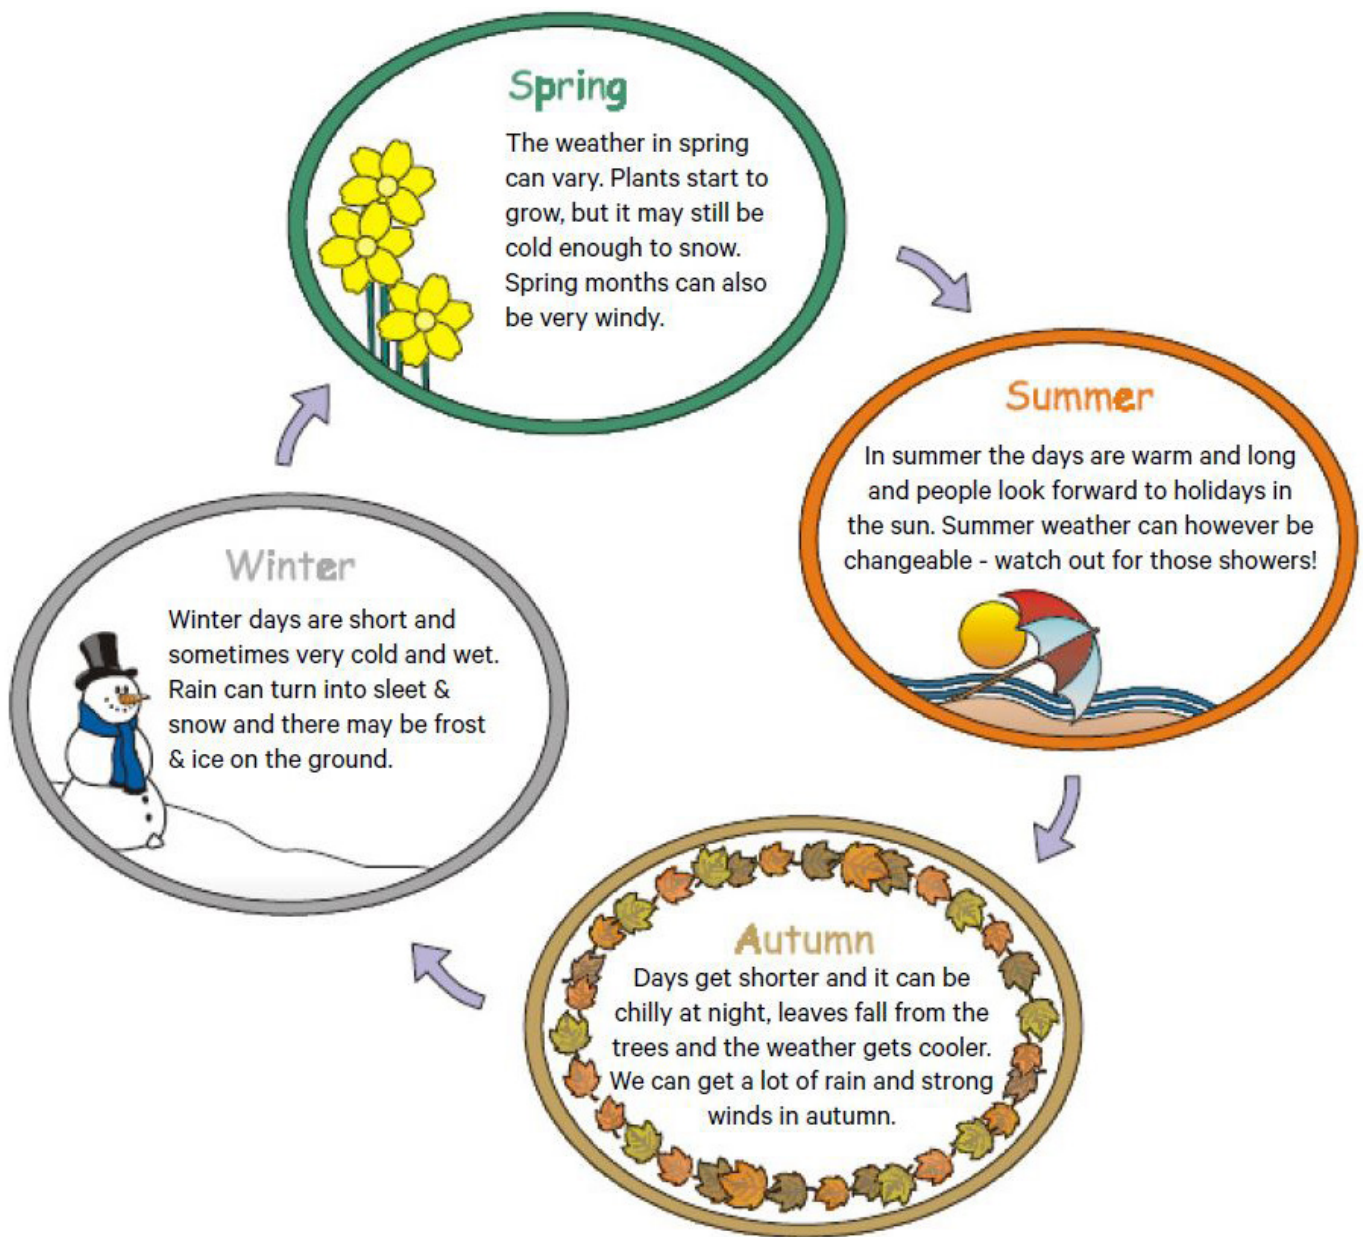 Spring
The weather in spring
can vary. Plants start to
grow, but it may still be
cold enough to snow.
Spring months can also
be very windy.
Summer
In summer the days are warm and long
and people look forward to holidays in
the sun. Summer weather can however be
changeable - watch out for those showers!
Autumn
Days get shorter and it can be
chilly at night, leaves fall from the
trees and the weather gets cooler.
We can get a lot of rain and strong
winds in autumn.
Winter
Winter days are short and
sometimes very cold and wet.
Rain can turn into sleet &
snow and there may be frost
& ice on the ground.